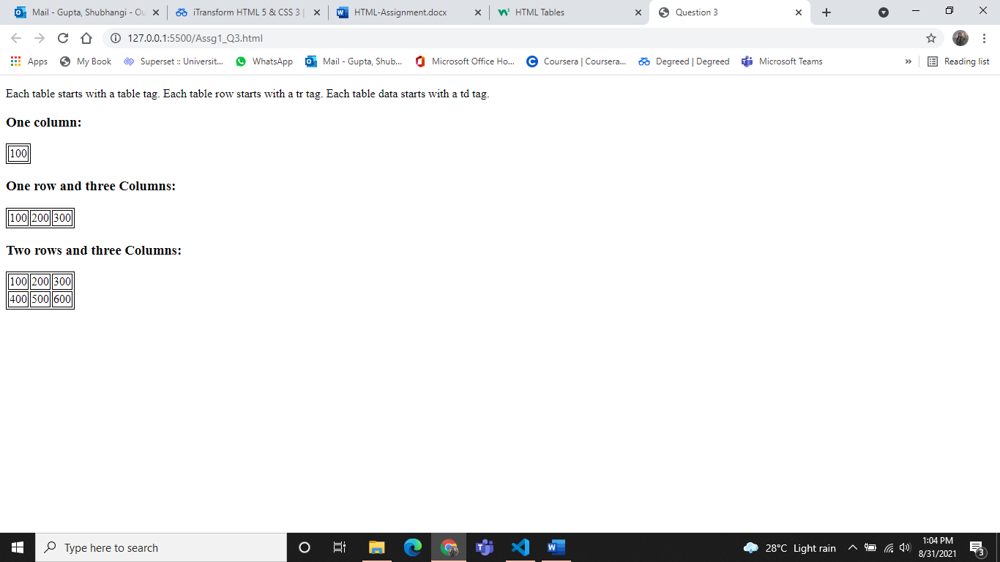 Mail - Gupta, Shubhangi - Ou
iTransform HTML 5 & CSS 3 |
HTML-Assignment.docx
HTML Tables
Question 3
127.0.0.1:5500/Assg1_Q3.html
Apps
My Book
Superset :: Universit...
WhatsApp
Mail - Gupta, Shub...
Microsoft Office Ho...
Coursera | Coursera...
Degreed | Degreed
Microsoft Teams
»
Reading list
Each table starts with a table tag. Each table row starts with a tr tag. Each table data starts with a td tag.
One column:
100
One row and three Columns:
100 200 300
Two rows and three Columns:
100 200 300
400 500 600
Type here to search
28°C Light rain
1:04 PM
8/31/2021
3